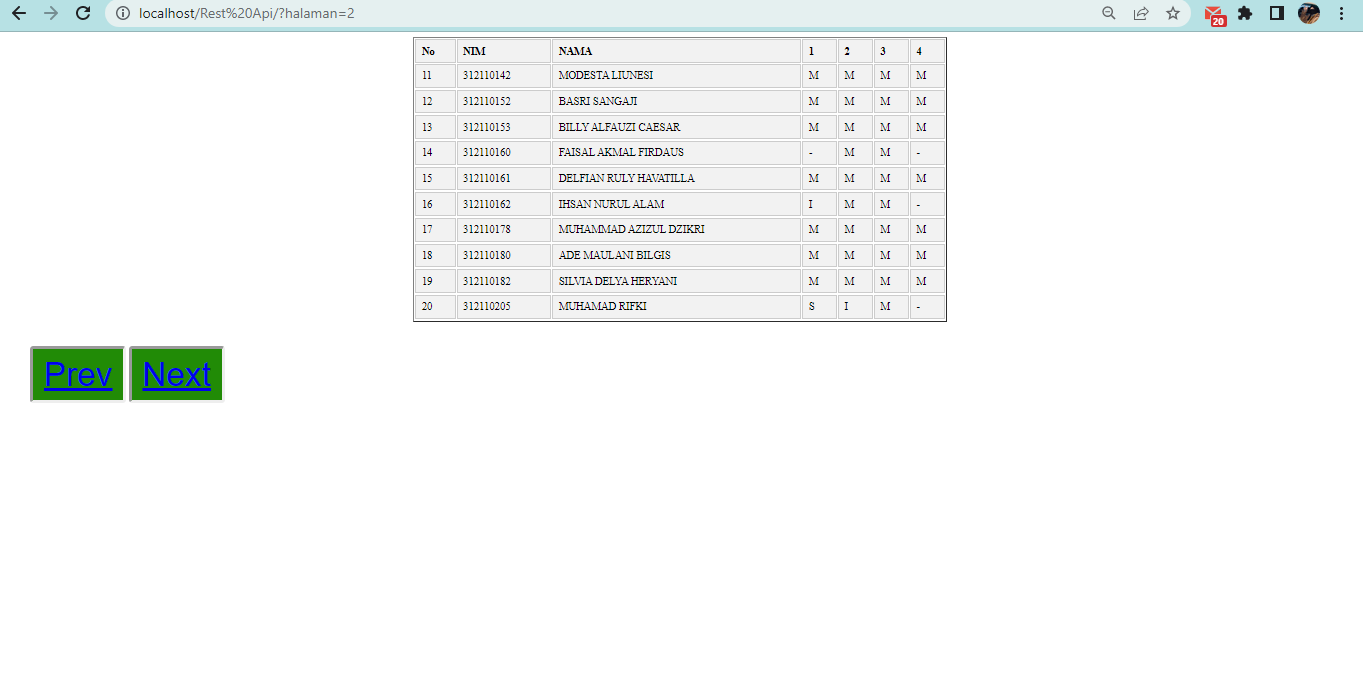 localhost/Rest%20Api/?halaman=2
20
No NIM NAMA 1 2 3 4
11 312110142 MODESTA LIUNESI M M M M
12 312110152 BASRI SANGAJI M M M M
13 312110153 BILLY ALFAUZI CAESAR M M M M
14 312110160 FAISAL AKMAL FIRDAUS - M M -
15 312110161 DELFIAN RULY HAVATILLA M M M M
16 312110162 IHSAN NURUL ALAM I M M -
17 312110178 MUHAMMAD AZIZUL DZIKRI M M M M
18 312110180 ADE MAULANI BILGIS M M M M
19 312110182 SILVIA DELYA HERYANI M M M M
20 312110205 MUHAMAD RIFKI S I M -
Prev Next